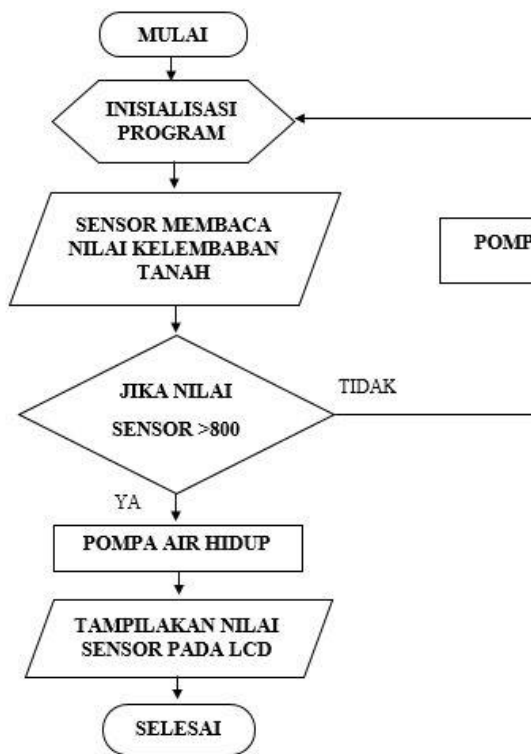 MULAI
INISIALISASI
PROGRAM
SENSOR MEMBACA
NILAI KELEMBABAN
TANAH
JIKA NILAI
SENSOR >800
TIDAK
YA
POMPA AIR HIDUP
TAMPILAKAN NILAI
SENSOR PADA LCD
SELESAI